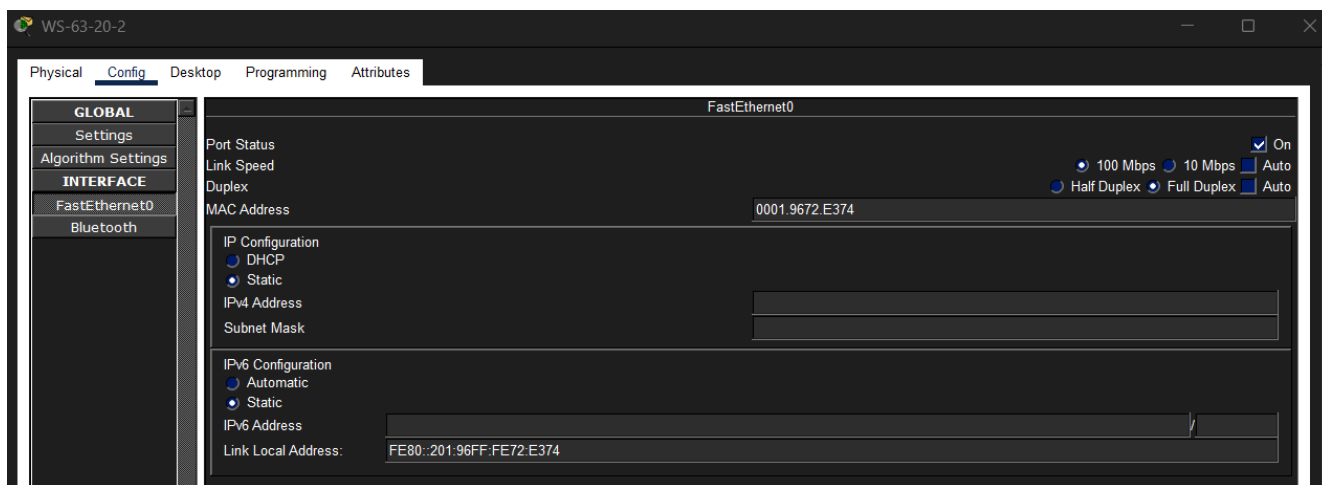 WS-63-20-2
Physical Config Desktop Programming Attributes
GLOBAL
Settings
Algorithm Settings
INTERFACE
FastEthernet0
Bluetooth
FastEthernet0
Port Status On
Link Speed 100 Mbps 10 Mbps Auto
Duplex Half Duplex Full Duplex Auto
MAC Address 0001.9672.E374
IP Configuration
DHCP
Static
IPv4 Address
Subnet Mask
IPv6 Configuration
Automatic
Static
IPv6 Address /
Link Local Address: FE80::201:96FF:FE72:E374